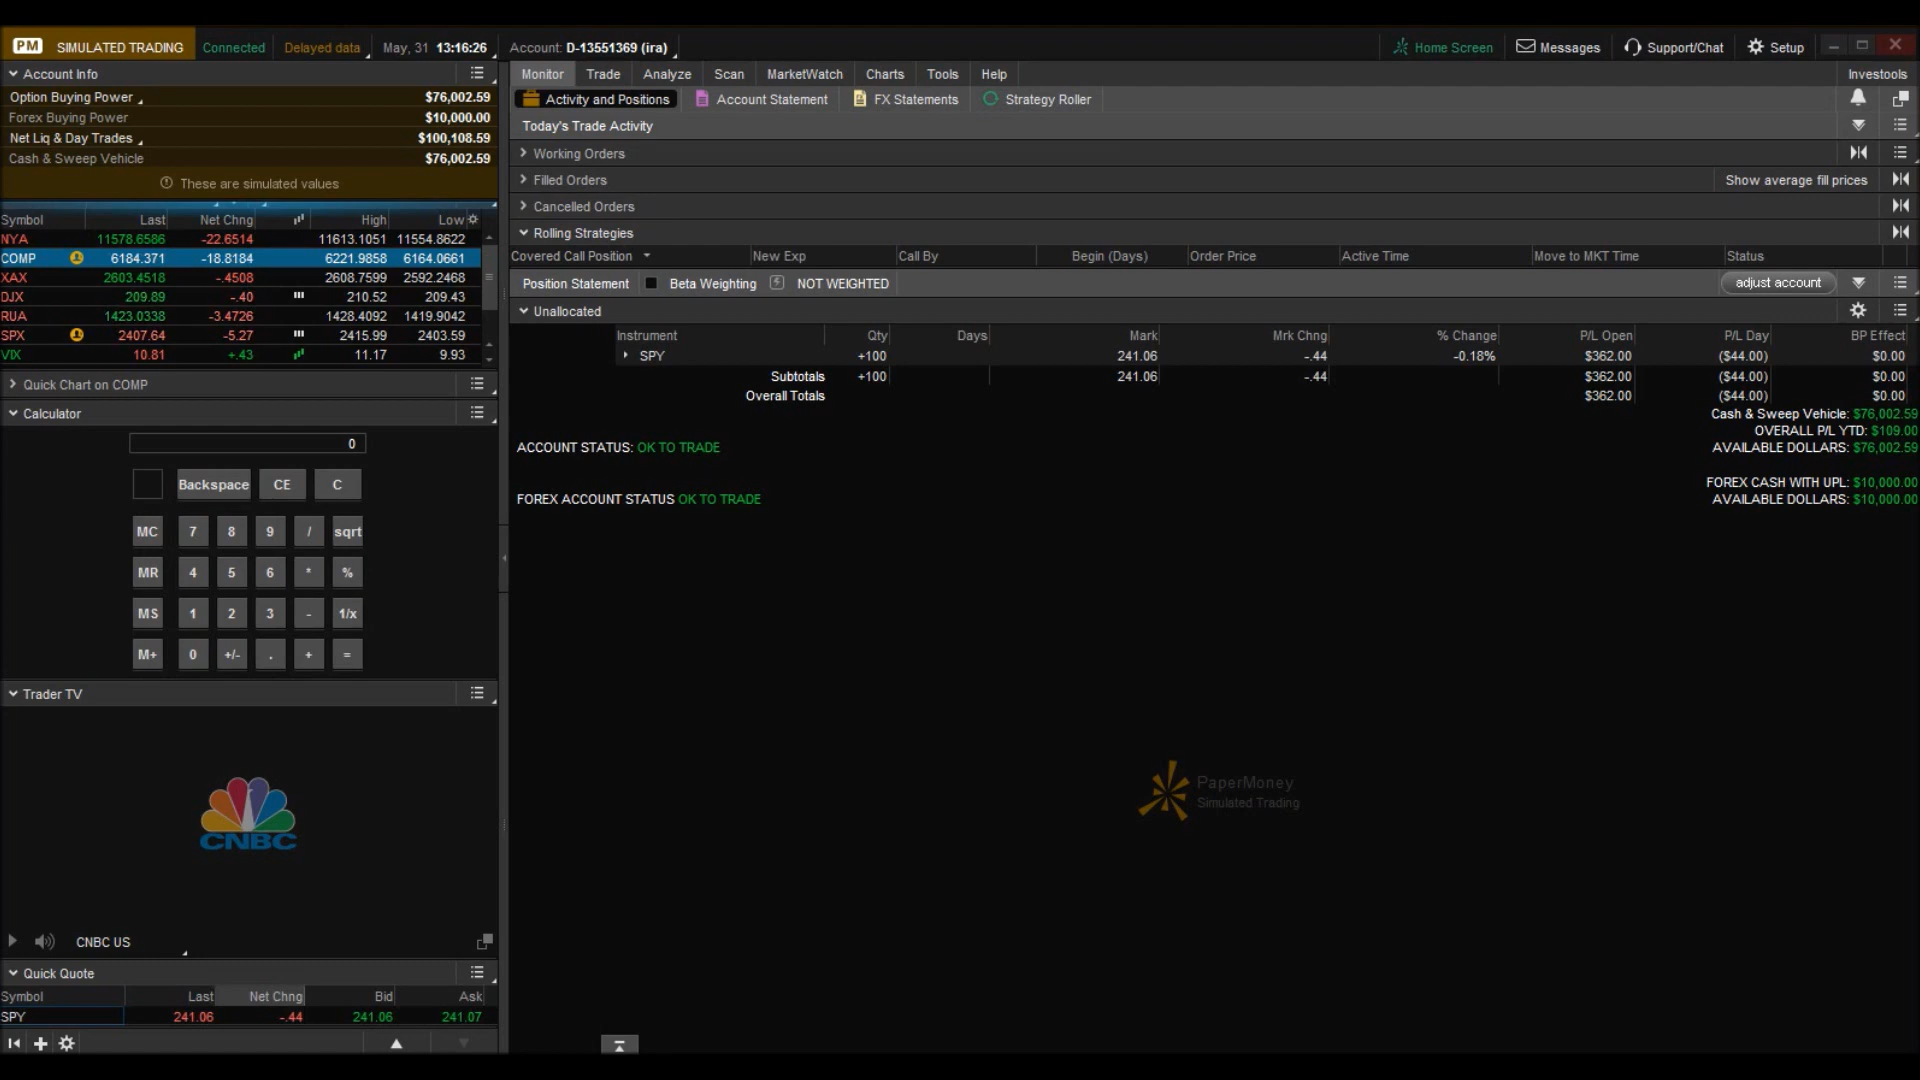 PM SIMULATED TRADING Connected Delayed data May, 31 13:16:26 Account: D-13551369 (ira) Home Screen Messages Support/Chat Setup
Account Info
Option Buying Power $76,002.59
Forex Buying Power $10,000.00
Net Liq & Day Trades $100,108.59
Cash & Sweep Vehicle $76,002.59
These are simulated values
Symbol Last Net Chng High Low
NYA 11578.6586 -22.6514 11613.1051 11554.8622
COMP 6184.371 -18.8184 6221.9858 6164.0661
XAX 2603.4518 -.4508 2608.7599 2592.2468
DJX 209.89 -.40 210.52 209.43
RUA 1423.0338 -3.4726 1428.4092 1419.9042
SPX 2407.64 -5.27 2415.99 2403.59
VIX 10.81 +.43 11.17 9.93
Quick Chart on COMP
Calculator
0
Backspace CE C
MC 7 8 9 / sqrt
MR 4 5 6 * %
MS 1 2 3 - 1/x
M+ 0 +/- . + =
Trader TV
CNBC
CNBC US
Quick Quote
Symbol Last Net Chng Bid Ask
SPY 241.06 -.44 241.06 241.07
Monitor Trade Analyze Scan MarketWatch Charts Tools Help Investools
Activity and Positions Account Statement FX Statements Strategy Roller
Today's Trade Activity
Working Orders
Filled Orders Show average fill prices
Cancelled Orders
Rolling Strategies
Covered Call Position New Exp Call By Begin (Days) Order Price Active Time Move to MKT Time Status
Position Statement Beta Weighting NOT WEIGHTED adjust account
Unallocated
Instrument Qty Days Mark Mrk Chng % Change P/L Open P/L Day BP Effect
SPY +100 241.06 -.44 -0.18% $362.00 ($44.00) $0.00
Subtotals +100 241.06 -.44 $362.00 ($44.00) $0.00
Overall Totals $362.00 ($44.00) $0.00
Cash & Sweep Vehicle: $76,002.59
OVERALL P/L YTD: $109.00
ACCOUNT STATUS: OK TO TRADE AVAILABLE DOLLARS: $76,002.59
FOREX CASH WITH UPL: $10,000.00
FOREX ACCOUNT STATUS OK TO TRADE AVAILABLE DOLLARS: $10,000.00
PaperMoney
Simulated Trading